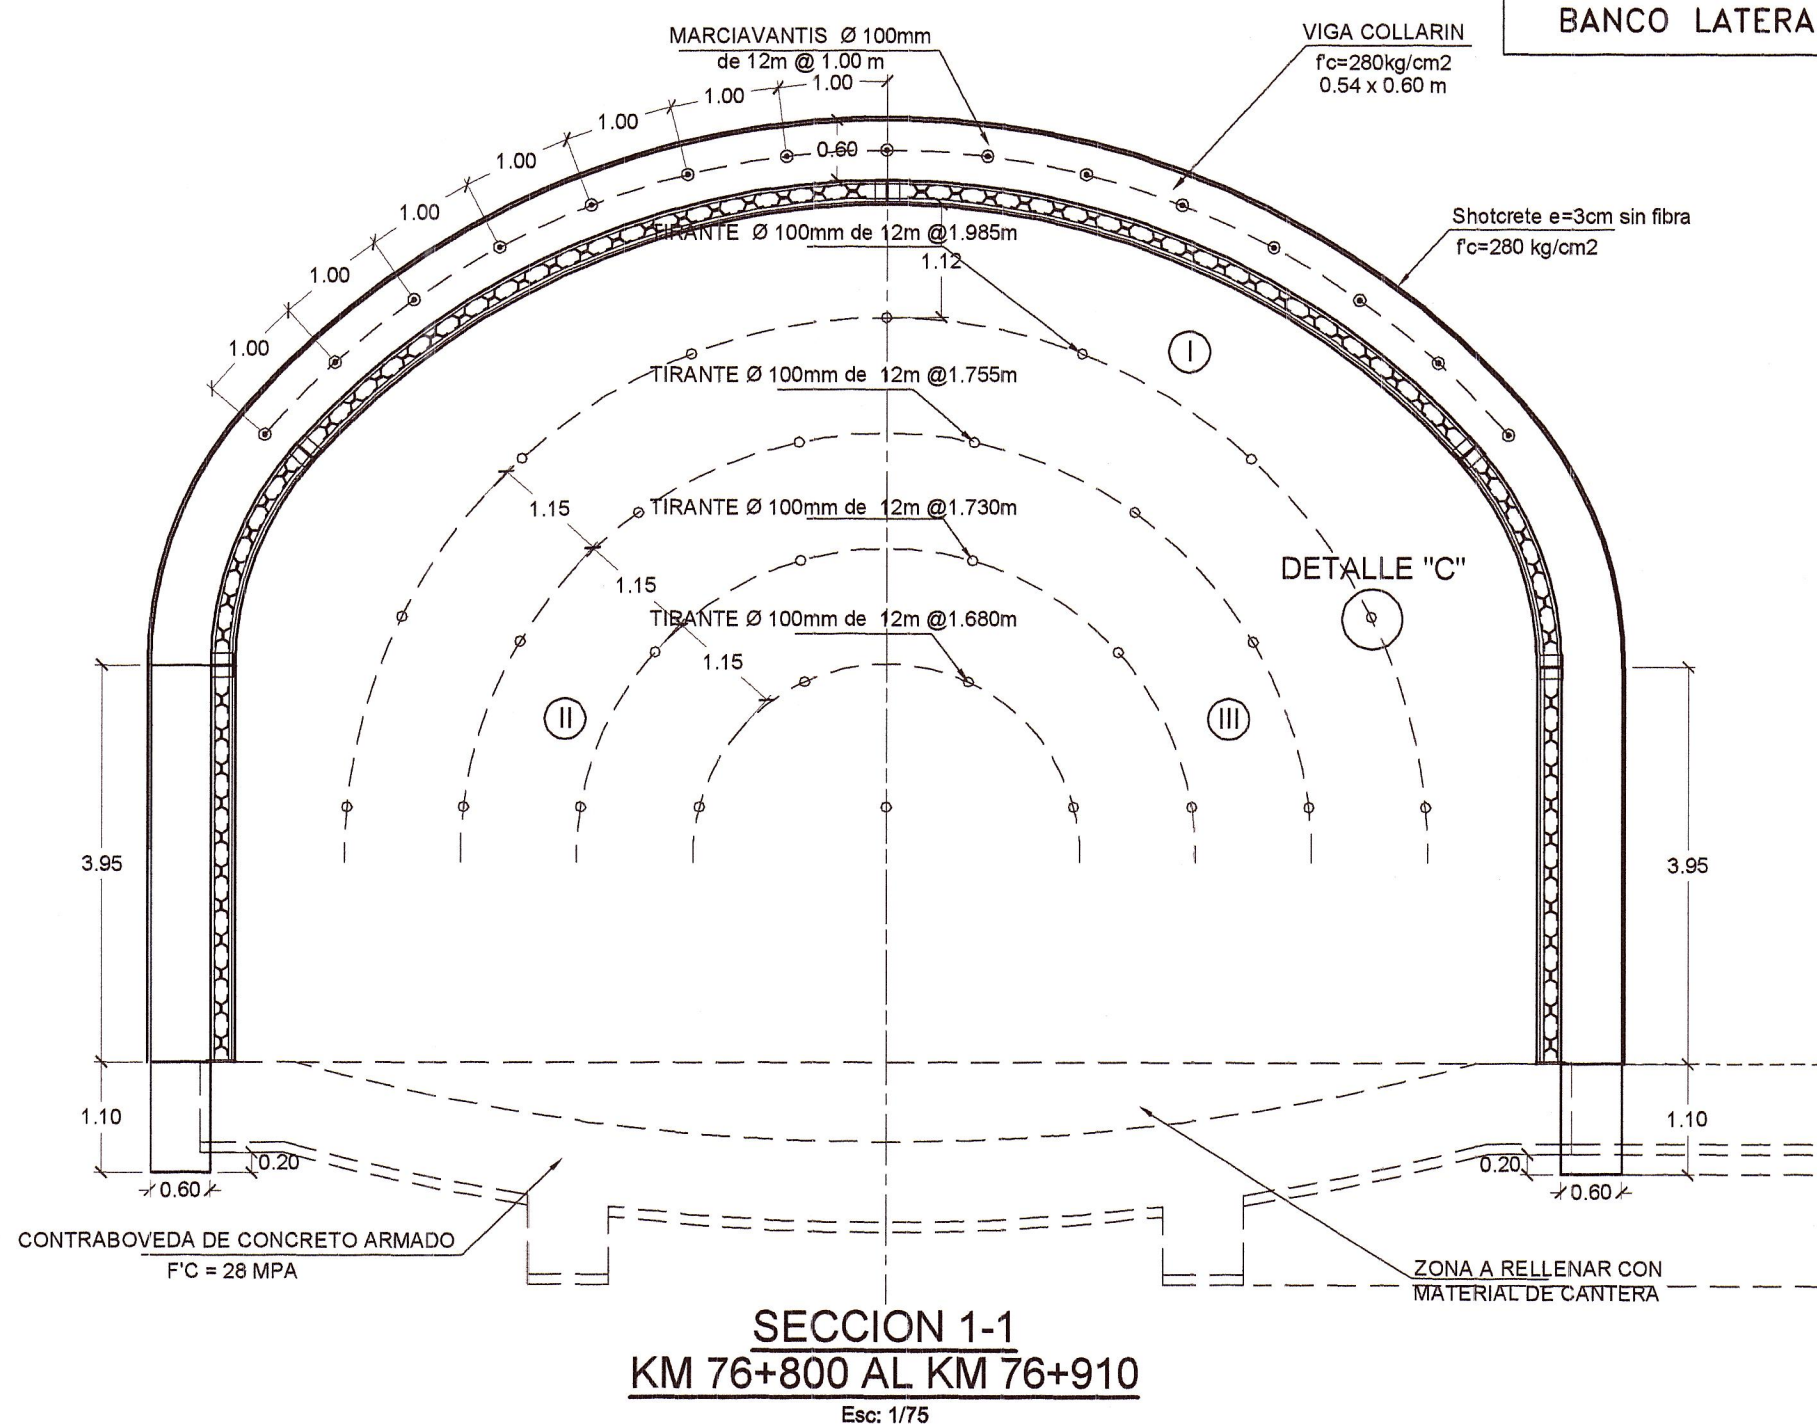 BANCO LATERA
MARCIAVANTIS Ø 100mm
de 12m @ 1.00 m
VIGA COLLARIN
f'c=280kg/cm2
0.54 x 0.60 m
1.00
1.00
1.00
1.00
1.00
1.00
1.00
0.60
Shotcrete e=3cm sin fibra
f'c=280 kg/cm2
TIRANTE Ø 100mm de 12m @1.985m
1.12
I
TIRANTE Ø 100mm de 12m @1.755m
1.15
TIRANTE Ø 100mm de 12m @1.730m
DETALLE "C"
1.15
TIRANTE Ø 100mm de 12m @1.680m
1.15
II
III
3.95
3.95
1.10
1.10
0.20
0.20
0.60
0.60
CONTRABOVEDA DE CONCRETO ARMADO
F'C = 28 MPA
ZONA A RELLENAR CON
MATERIAL DE CANTERA
SECCION 1-1
KM 76+800 AL KM 76+910
Esc: 1/75